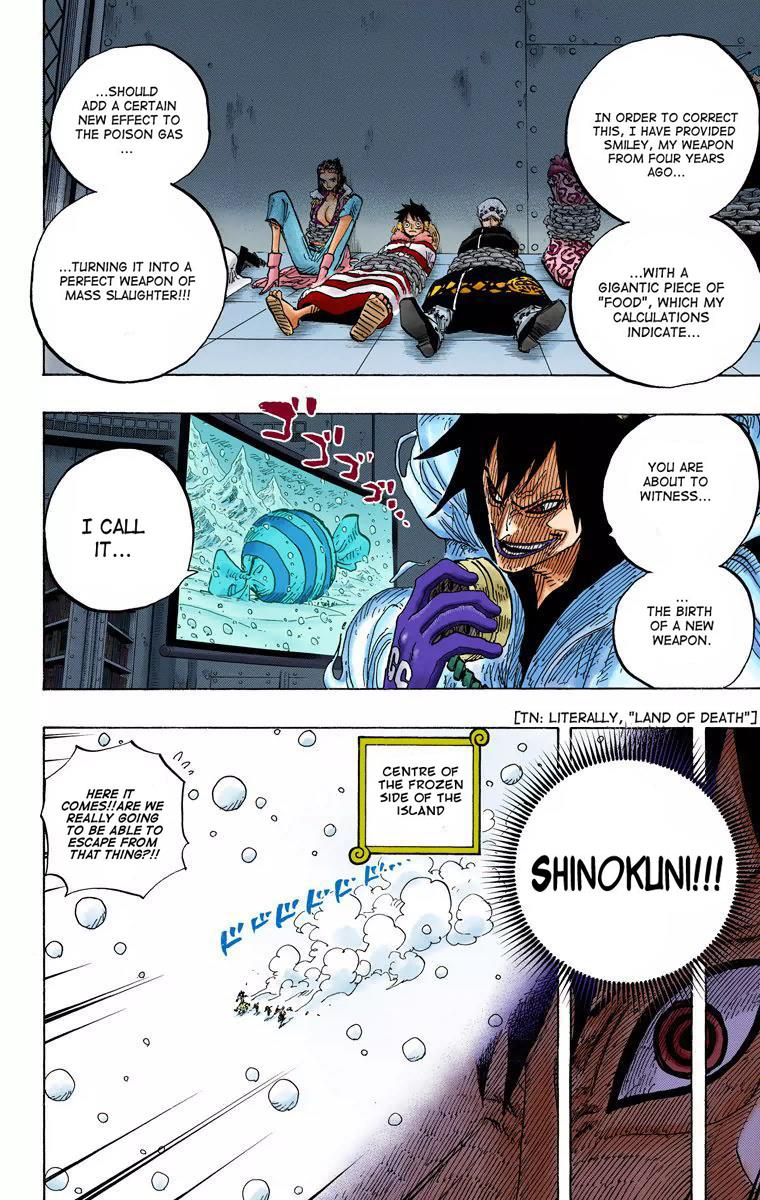 IN ORDER TO CORRECT
THIS, I HAVE PROVIDED
SMILEY, MY WEAPON
FROM FOUR YEARS
AGO...
...WITH A
GIGANTIC PIECE OF
"FOOD", WHICH MY
CALCULATIONS
INDICATE...
...SHOULD
ADD A CERTAIN
NEW EFFECT TO
THE POISON GAS
...
...TURNING IT INTO A
PERFECT WEAPON OF
MASS SLAUGHTER!!!
YOU ARE
ABOUT TO
WITNESS...
...
THE BIRTH
OF A NEW
WEAPON.
ゴゴゴゴ...
I CALL
IT...
[TN: LITERALLY, "LAND OF DEATH"]
SHINOKUNI!!!
CENTRE OF
THE FROZEN
SIDE OF THE
ISLAND
HERE IT
COMES!!ARE WE
REALLY GOING
TO BE ABLE TO
ESCAPE FROM
THAT THING?!!
ドドドドド...